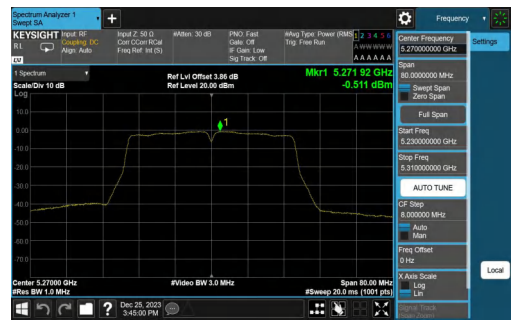 Spectrum Analyzer 1
Swept SA
Frequency
KEYSIGHT
Input: RF
Coupling: DC
Align: Auto
Input Z: 50 Ω
Corr CCorr RCal
Freq Ref: Int (S)
#Atten: 30 dB
PNO: Fast
Gate: Off
IF Gain: Low
Sig Track: Off
#Avg Type: Power (RMS
Trig: Free Run
1 2 3 4 5 6
A W W W W W
A A A A A A
Center Frequency
5.270000000 GHz
Settings
1 Spectrum
Scale/Div 10 dB
Log
Ref Lvl Offset 3.86 dB
Ref Level 20.00 dBm
Mkr1 5.271 92 GHz
-0.511 dBm
Span
80.0000000 MHz
Swept Span
Zero Span
Full Span
Start Freq
5.230000000 GHz
Stop Freq
5.310000000 GHz
AUTO TUNE
CF Step
8.000000 MHz
Auto
Man
Freq Offset
0 Hz
X Axis Scale
Log
Lin
Local
10.0
0.00
-10.0
-20.0
-30.0
-40.0
-50.0
-60.0
-70.0
1
Center 5.27000 GHz
#Res BW 1.0 MHz
#Video BW 3.0 MHz
Span 80.00 MHz
#Sweep 20.0 ms (1001 pts)
Dec 25, 2023
3:45:00 PM
Signal Track